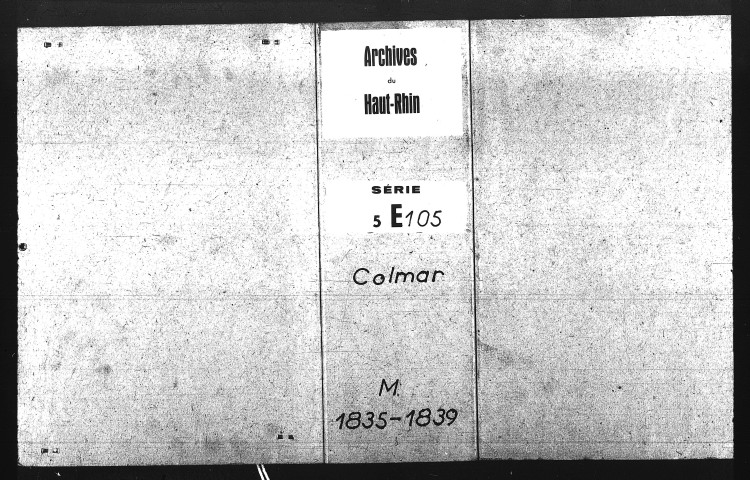 Archives
du
Haut-Rhin
SÉRIE
5 E105
Colmar
M.
1835-1839